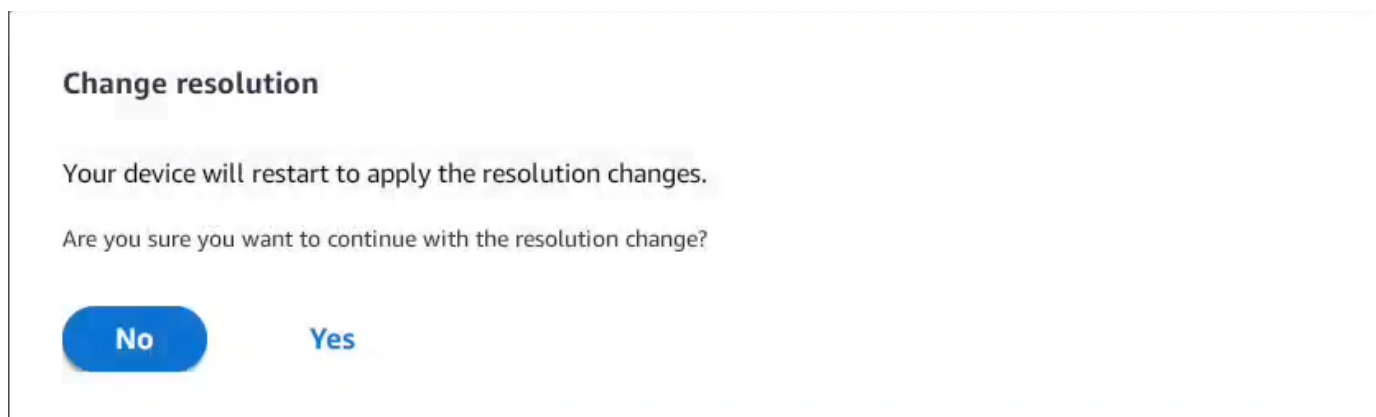 Change resolution
Your device will restart to apply the resolution changes.
Are you sure you want to continue with the resolution change?
No Yes